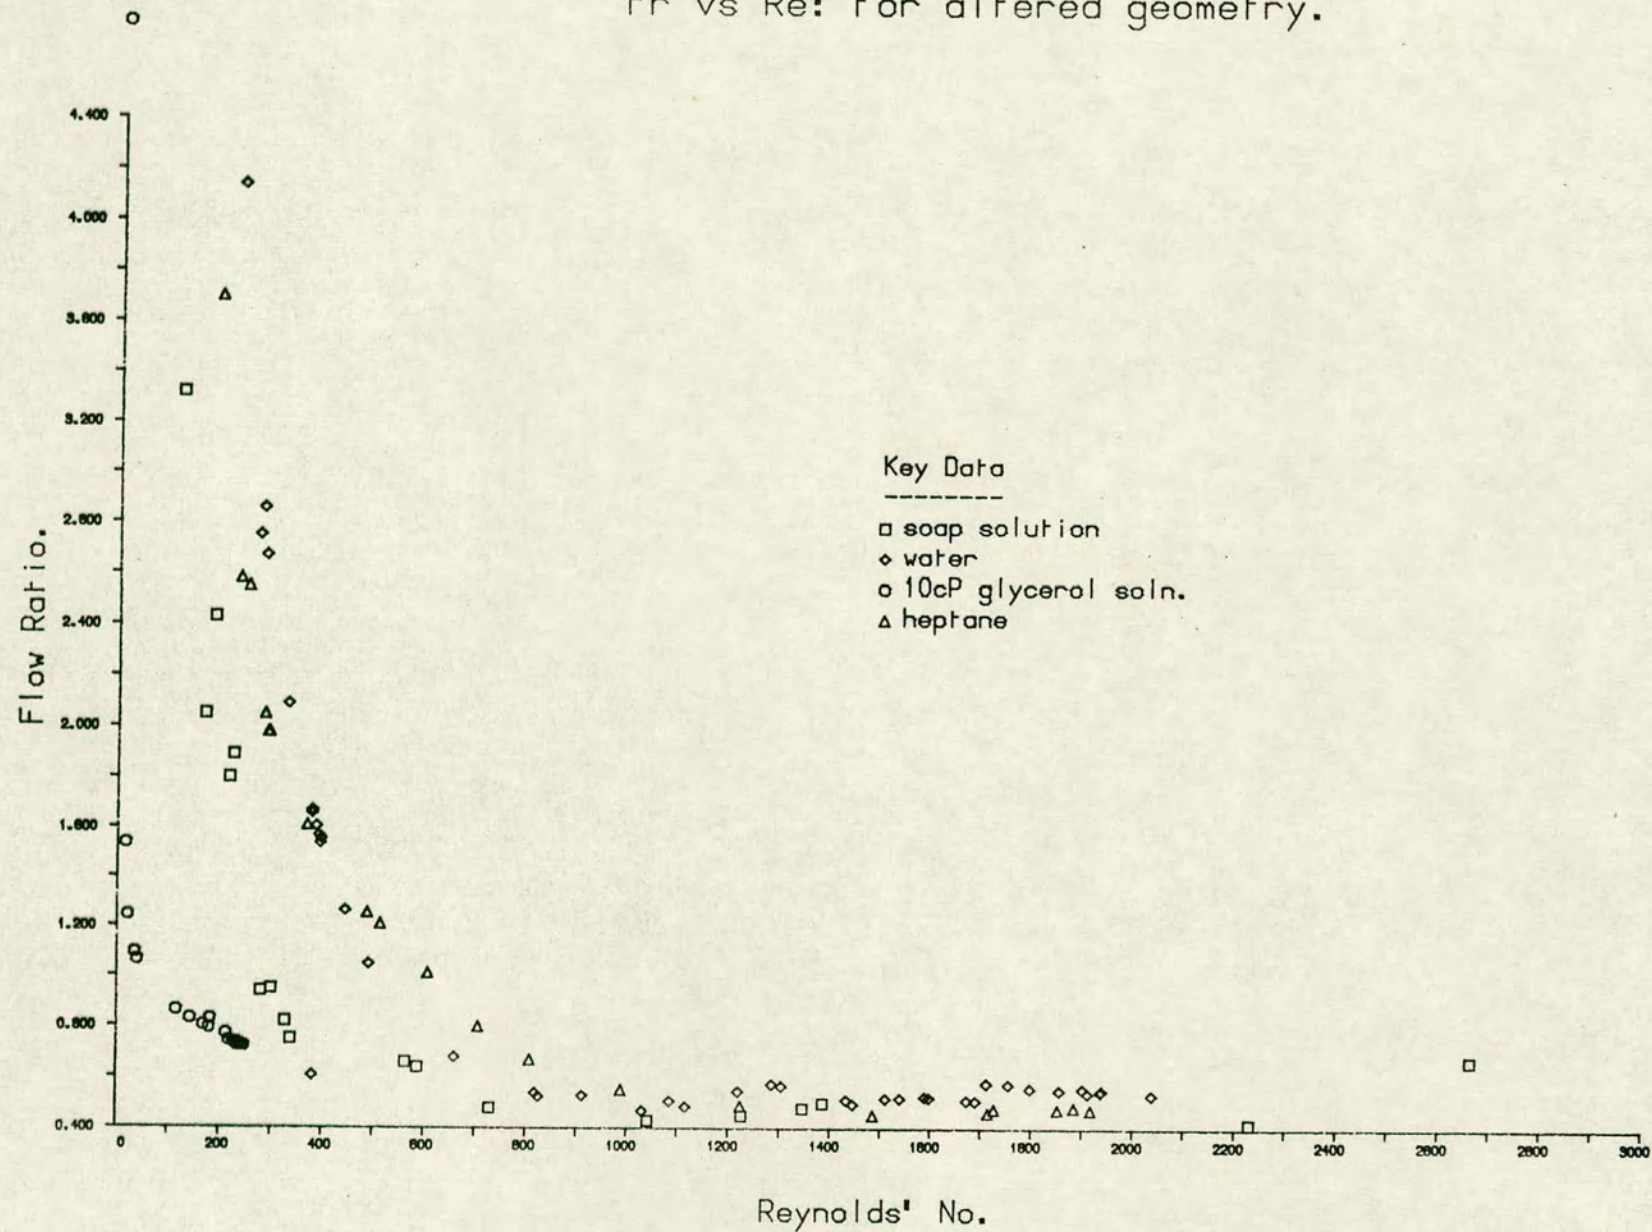 Fr vs Re: for altered geometry.
4.400
4.000
3.600
3.200
2.800
2.400
2.000
1.600
1.200
0.800
0.400
Flow Ratio.
Key Data
--------
soap solution
water
10cP glycerol soln.
heptane
0 200 400 600 800 1000 1200 1400 1600 1800 2000 2200 2400 2600 2800 3000
Reynolds' No.